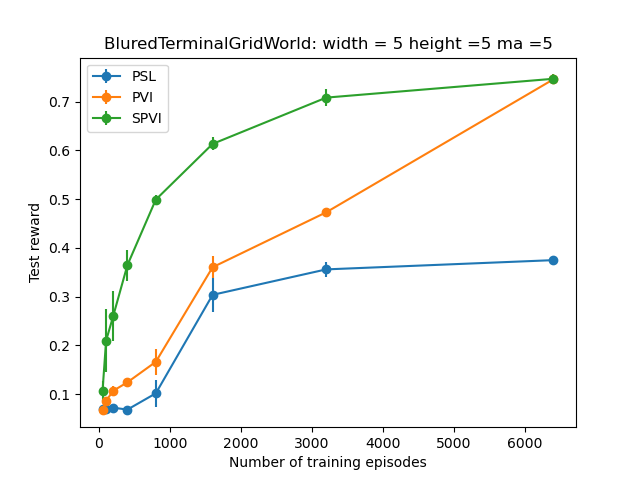 BluredTerminalGridWorld: width = 5 height =5 ma =5
PSL
PVI
SPVI
Test reward
0.7
0.6
0.5
0.4
0.3
0.2
0.1
0 1000 2000 3000 4000 5000 6000
Number of training episodes